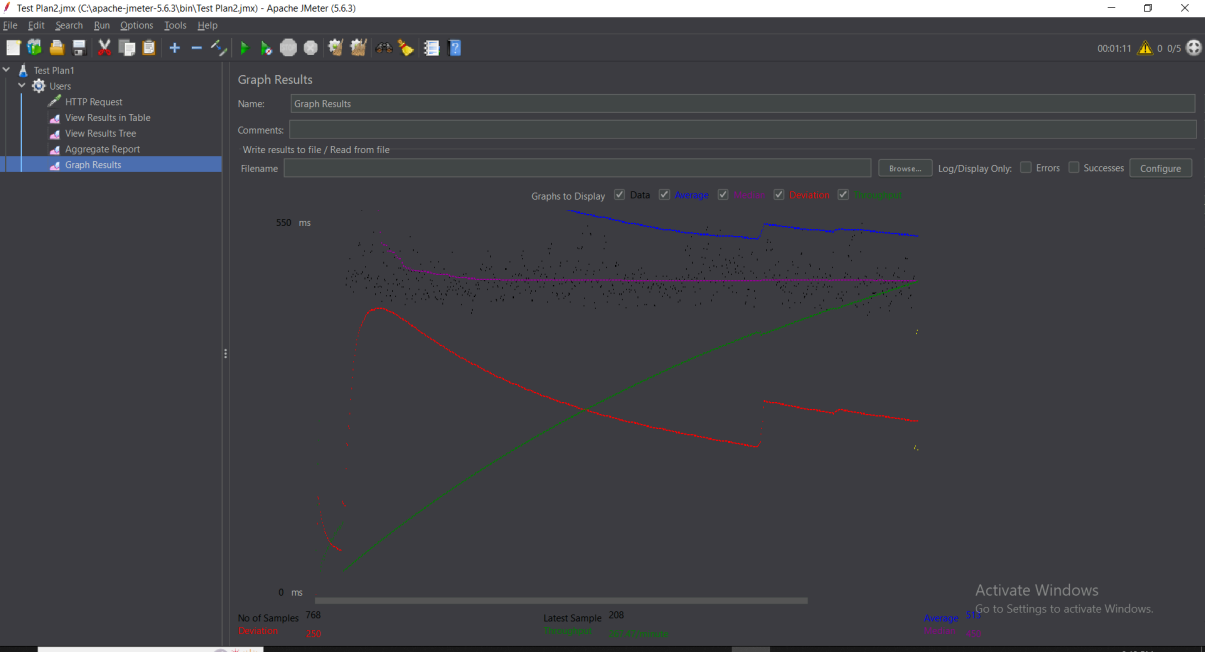 Test Plan2.jmx (C:\apache-jmeter-5.6.3\bin\Test Plan2.jmx) - Apache JMeter (5.6.3)
File Edit Search Run Options Tools Help
00:01:11 0 0/5
Test Plan1
Users
HTTP Request
View Results in Table
View Results Tree
Aggregate Report
Graph Results
Graph Results
Name: Graph Results
Comments:
Write results to file / Read from file
Filename Browse... Log/Display Only: Errors Successes Configure
Graphs to Display Data Average Median Deviation Throughput
550 ms
0 ms
No of Samples 768 Latest Sample 208 Average
Deviation 250 Throughput
Activate Windows
Go to Settings to activate Windows.